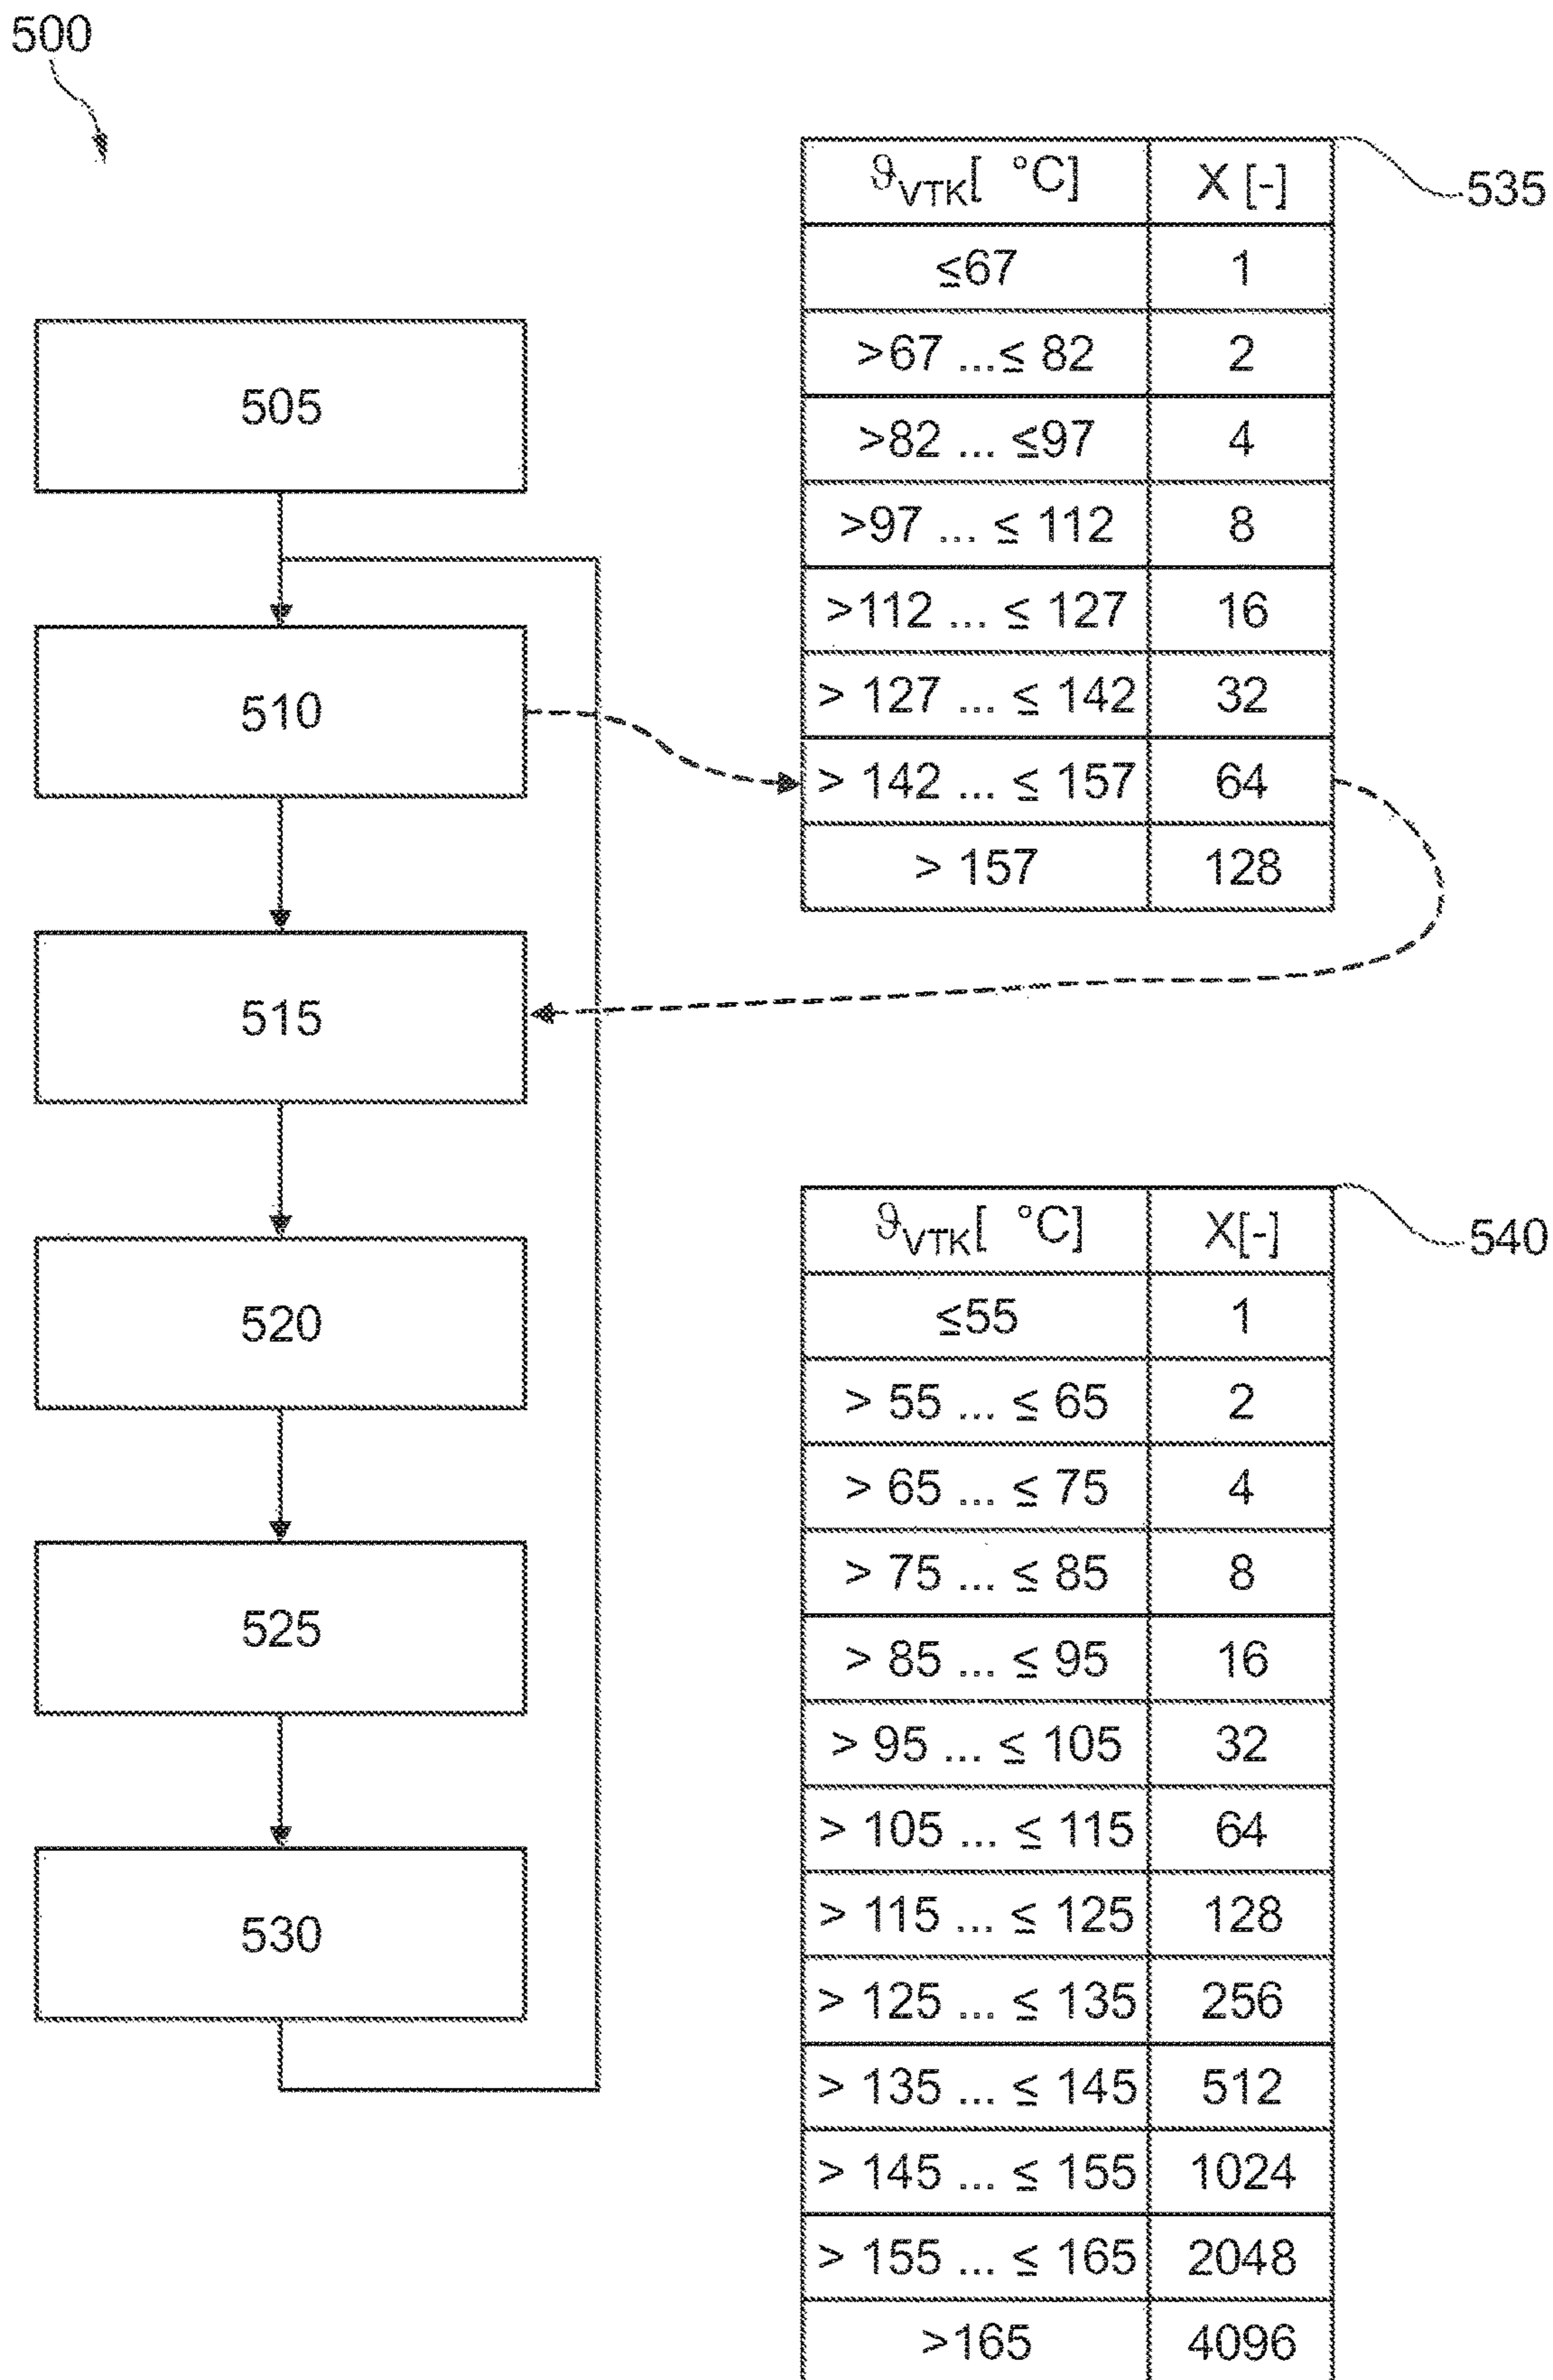 500
505
510
515
520
525
530
ϑVTK[ °C] X [-]
≤67 1
>67 ...≤ 82 2
>82 ... ≤97 4
>97 ... ≤ 112 8
>112 ... ≤ 127 16
> 127 ... ≤ 142 32
> 142 ... ≤ 157 64
> 157 128
535
ϑVTK[ °C] X[-]
≤55 1
> 55 ... ≤ 65 2
> 65 ... ≤ 75 4
> 75 ... ≤ 85 8
> 85 ... ≤ 95 16
> 95 ... ≤ 105 32
> 105 ... ≤ 115 64
> 115 ... ≤ 125 128
> 125 ... ≤ 135 256
> 135 ... ≤ 145 512
> 145 ... ≤ 155 1024
> 155 ... ≤ 165 2048
>165 4096
540